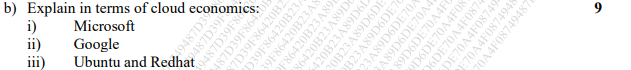 b) Explain in terms of cloud economics: 9
i) Microsoft
ii) Google
iii) Ubuntu and Redhat